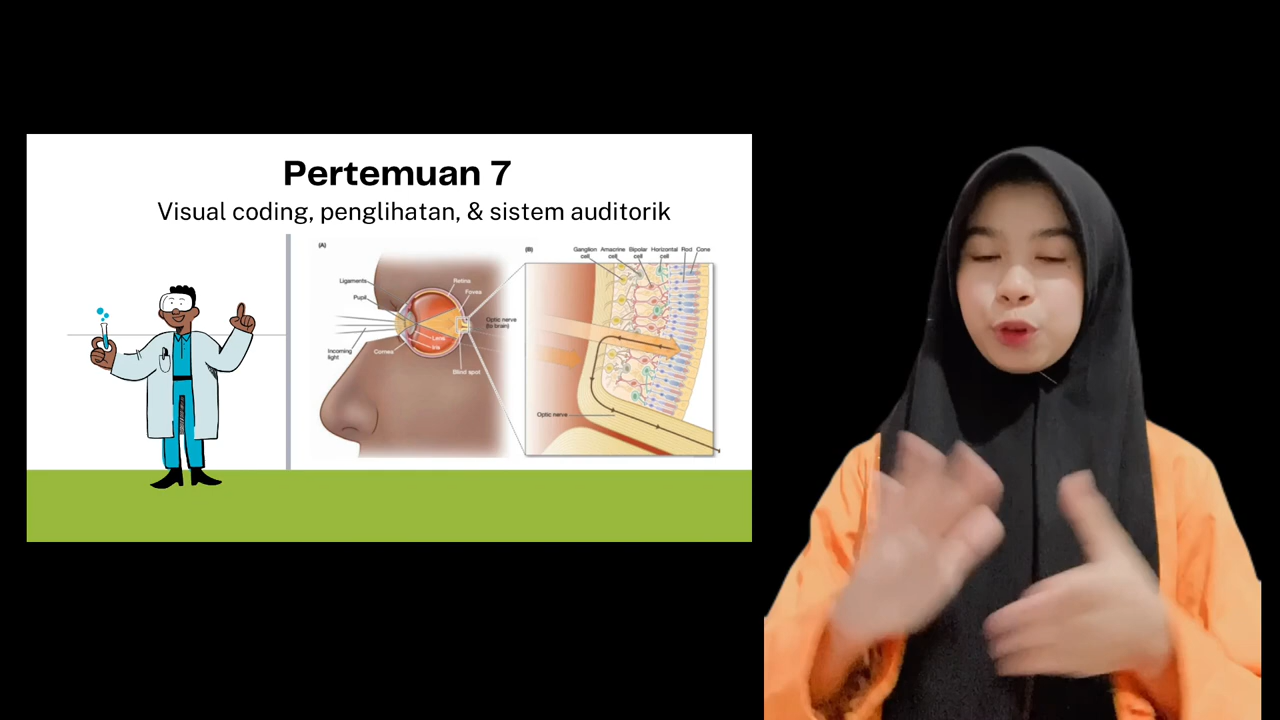 Pertemuan 7
Visual coding, penglihatan, & sistem auditorik
(A)
Ligaments
Pupil
Incoming
light
Cornea
Lens
Iris
Retina
Fovea
Optic nerve
(to brain)
Blind spot
(B)
Ganglion
cell
Amacrine
cell
Bipolar
cell
Horizontal
cell
Rod
Cone
Optic nerve